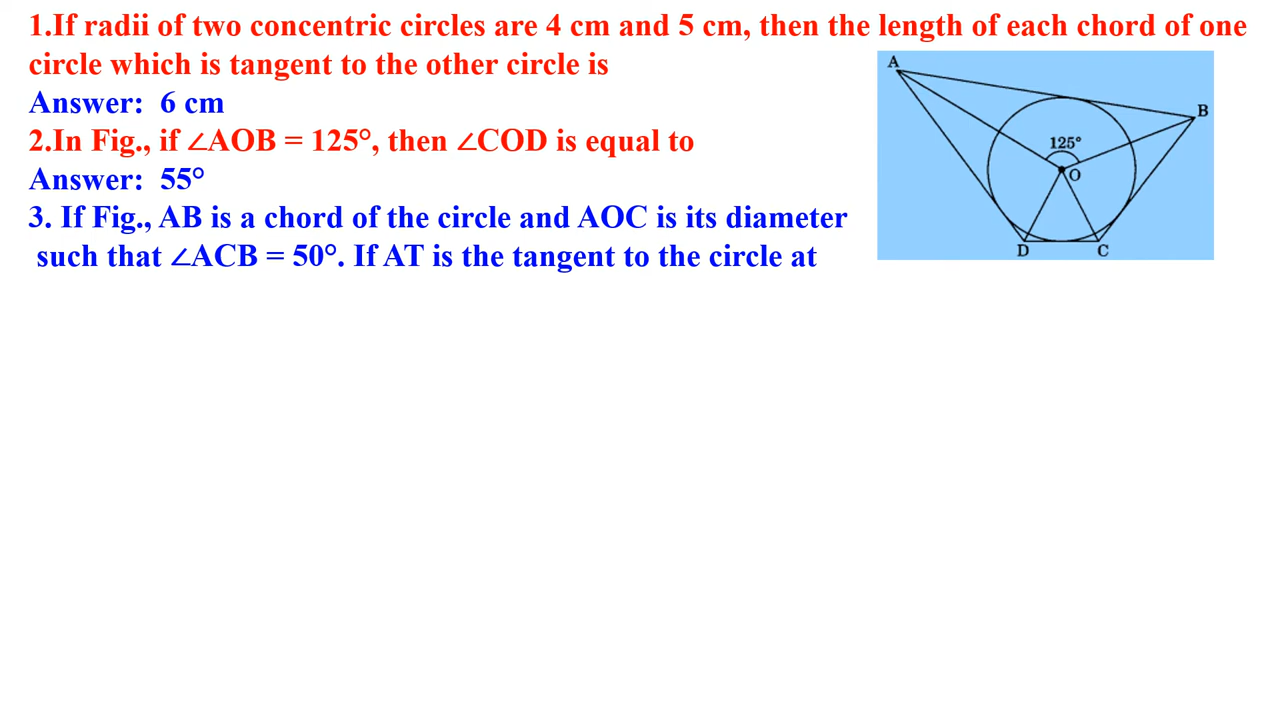 1.If radii of two concentric circles are 4 cm and 5 cm, then the length of each chord of one
circle which is tangent to the other circle is
Answer:  6 cm
2.In Fig., if ∠AOB = 125°, then ∠COD is equal to
Answer:  55°
3. If Fig., AB is a chord of the circle and AOC is its diameter
such that ∠ACB = 50°. If AT is the tangent to the circle at
A
B
125°
O
D
C